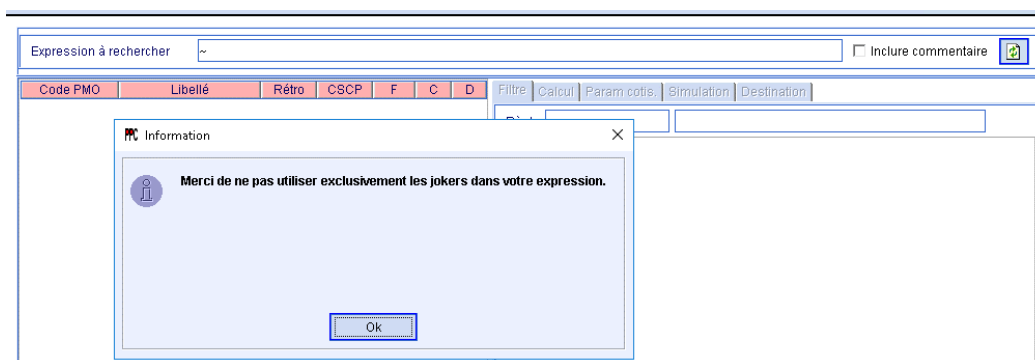 Expression à rechercher ~ Inclure commentaire
Code PMO Libellé Rétro CSCP F C D Filtre Calcul Param cotis. Simulation Destination
PPC Information
Merci de ne pas utiliser exclusivement les jokers dans votre expression.
Ok